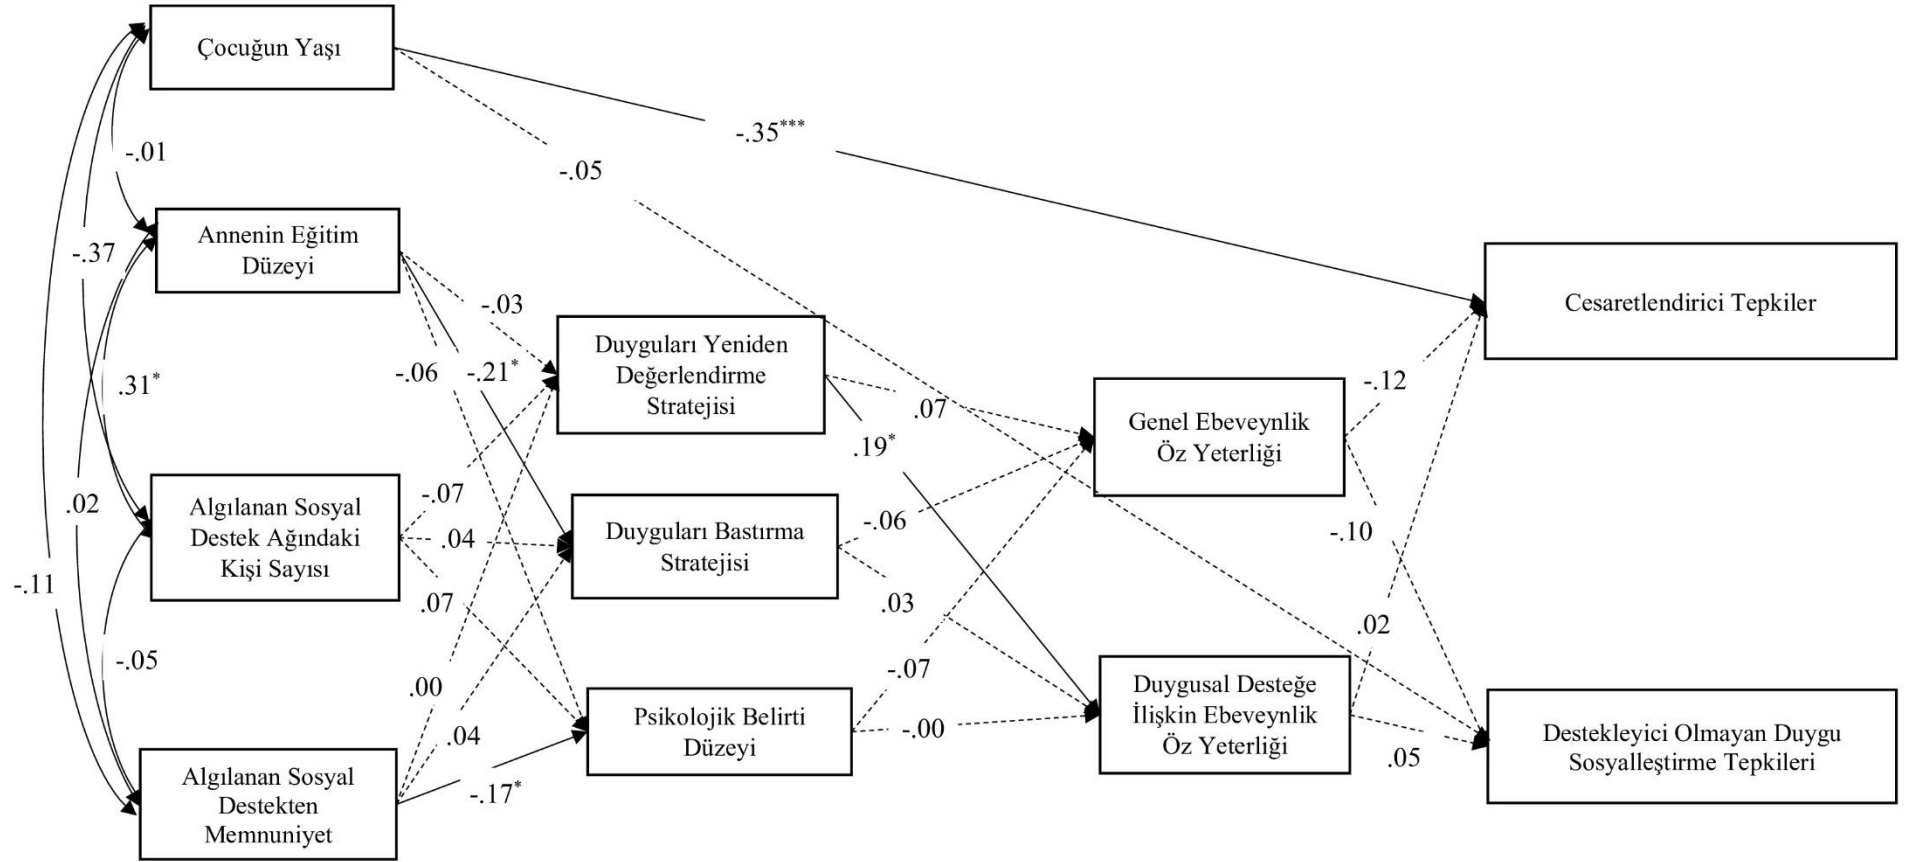 Çocuğun Yaşı
-.35***
-.01
-.05
Annenin Eğitim
Düzeyi
-.37
-.03
Cesaretlendirici Tepkiler
Duyguları Yeniden
Değerlendirme
Stratejisi
-.06
-.21*
.31*
-.12
.07
Genel Ebeveynlik
Öz Yeterliği
.19*
.02
Algılanan Sosyal
Destek Ağındaki
Kişi Sayısı
-.07
.04
Duyguları Bastırma
Stratejisi
-.06
-.10
-.11
.07
.03
.02
-.05
.00
-.07
Duygusal Desteğe
İlişkin Ebeveynlik
Öz Yeterliği
Psikolojik Belirti
Düzeyi
.04
-.00
.05
Destekleyici Olmayan Duygu
Sosyalleştirme Tepkileri
Algılanan Sosyal
Destekten
Memnuniyet
-.17*